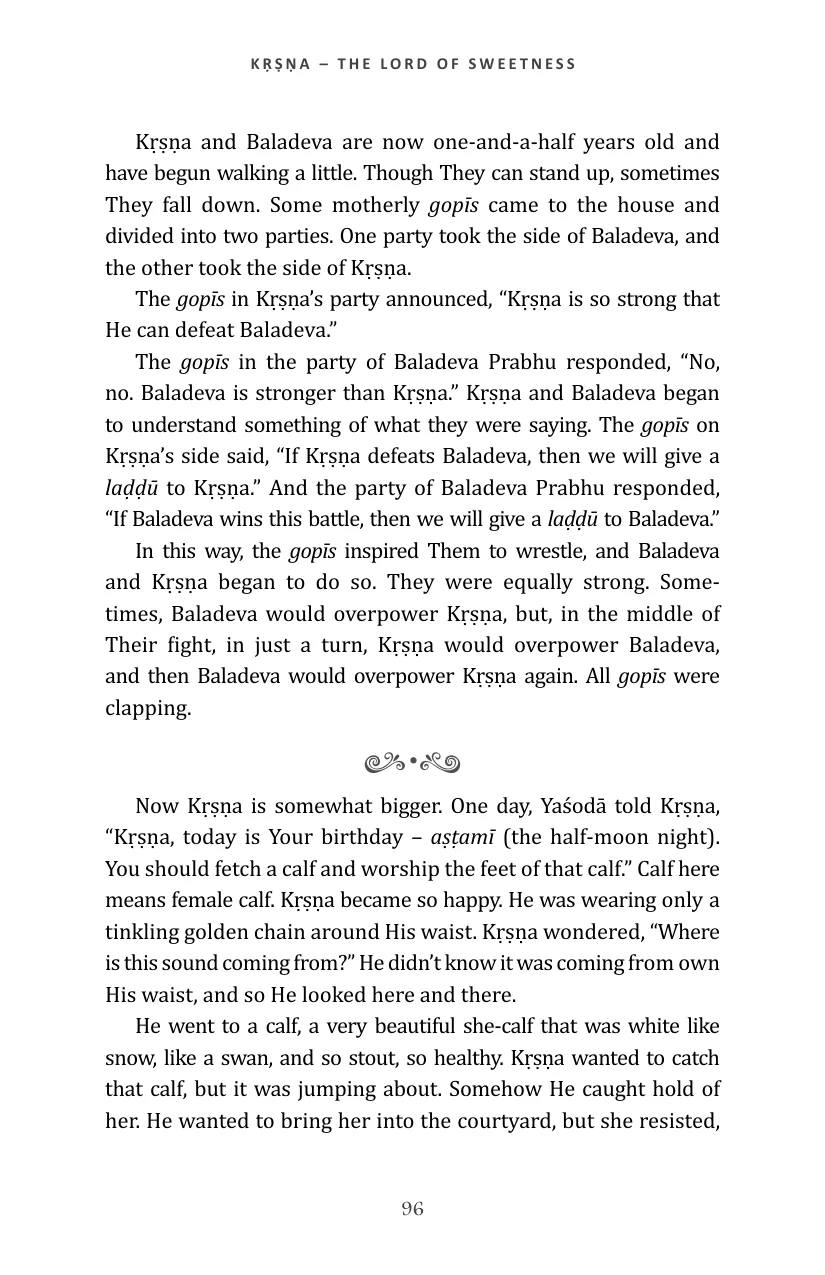 KṚṢṆA – THE LORD OF SWEETNESS
Kṛṣṇa and Baladeva are now one-and-a-half years old and
have begun walking a little. Though They can stand up, sometimes
They fall down. Some motherly gopīs came to the house and
divided into two parties. One party took the side of Baladeva, and
the other took the side of Kṛṣṇa.
The gopīs in Kṛṣṇa’s party announced, “Kṛṣṇa is so strong that
He can defeat Baladeva.”
The gopīs in the party of Baladeva Prabhu responded, “No,
no. Baladeva is stronger than Kṛṣṇa.” Kṛṣṇa and Baladeva began
to understand something of what they were saying. The gopīs on
Kṛṣṇa’s side said, “If Kṛṣṇa defeats Baladeva, then we will give a
laḍḍū to Kṛṣṇa.” And the party of Baladeva Prabhu responded,
“If Baladeva wins this battle, then we will give a laḍḍū to Baladeva.”
In this way, the gopīs inspired Them to wrestle, and Baladeva
and Kṛṣṇa began to do so. They were equally strong. Some-
times, Baladeva would overpower Kṛṣṇa, but, in the middle of
Their fight, in just a turn, Kṛṣṇa would overpower Baladeva,
and then Baladeva would overpower Kṛṣṇa again. All gopīs were
clapping.
Now Kṛṣṇa is somewhat bigger. One day, Yaśodā told Kṛṣṇa,
“Kṛṣṇa, today is Your birthday – aṣṭamī (the half-moon night).
You should fetch a calf and worship the feet of that calf.” Calf here
means female calf. Kṛṣṇa became so happy. He was wearing only a
tinkling golden chain around His waist. Kṛṣṇa wondered, “Where
is this sound coming from?” He didn’t know it was coming from own
His waist, and so He looked here and there.
He went to a calf, a very beautiful she-calf that was white like
snow, like a swan, and so stout, so healthy. Kṛṣṇa wanted to catch
that calf, but it was jumping about. Somehow He caught hold of
her. He wanted to bring her into the courtyard, but she resisted,
96